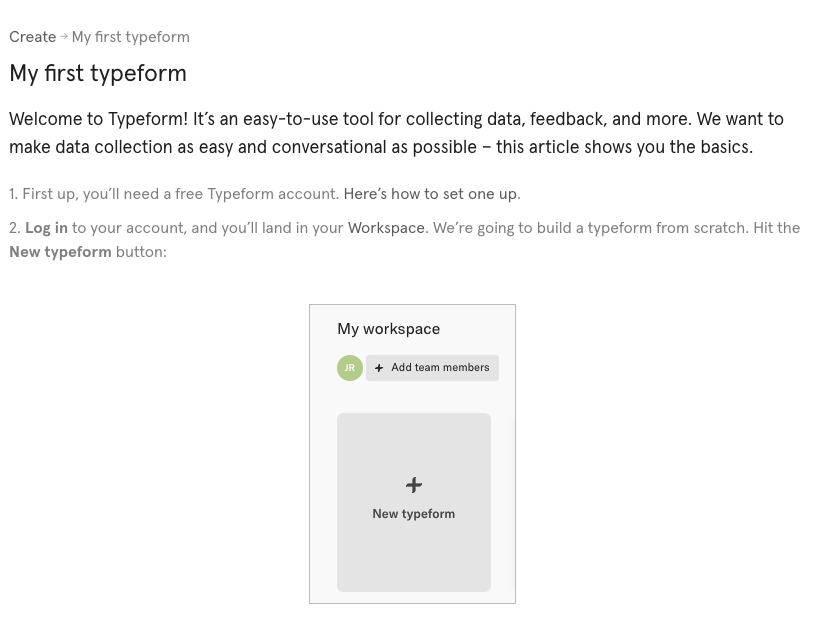 Create → My first typeform
My first typeform
Welcome to Typeform! It’s an easy-to-use tool for collecting data, feedback, and more. We want to
make data collection as easy and conversational as possible – this article shows you the basics.
1. First up, you’ll need a free Typeform account. Here’s how to set one up.
2. Log in to your account, and you’ll land in your Workspace. We’re going to build a typeform from scratch. Hit the
New typeform button:
My workspace
JR + Add team members
+
New typeform